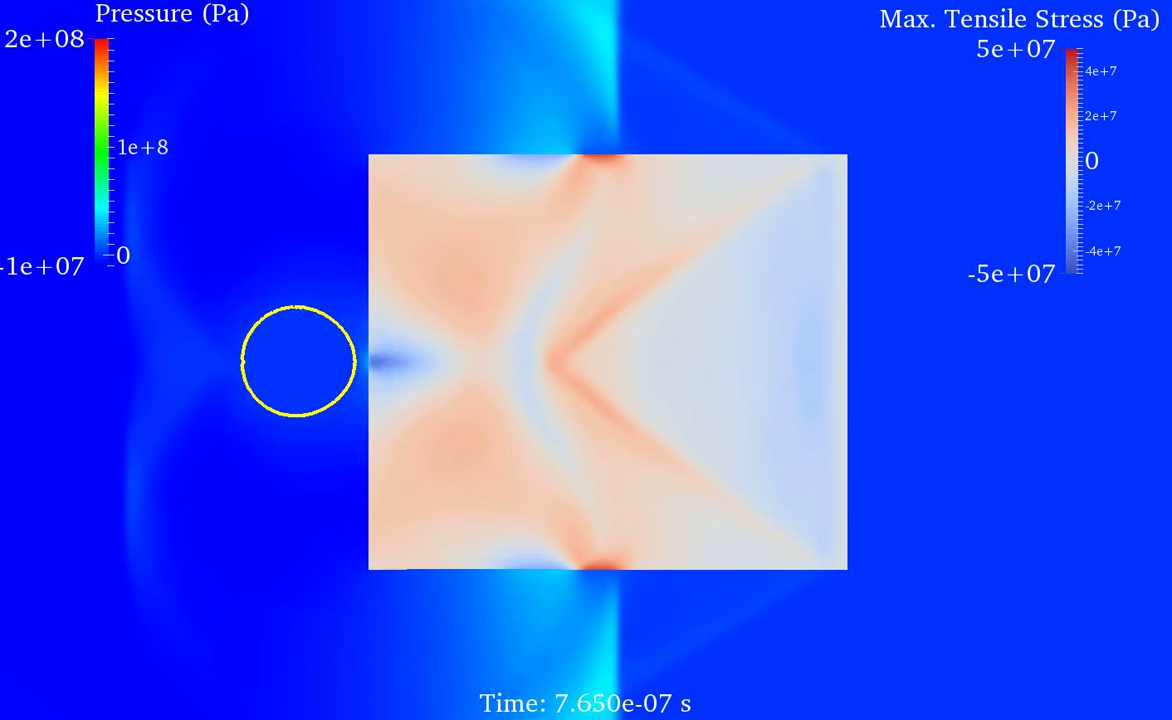 Pressure (Pa)
2e+08
1e+8
0
-1e+07
Max. Tensile Stress (Pa)
5e+07
4e+7
2e+7
0
-2e+7
-4e+7
-5e+07
Time: 7.650e-07 s